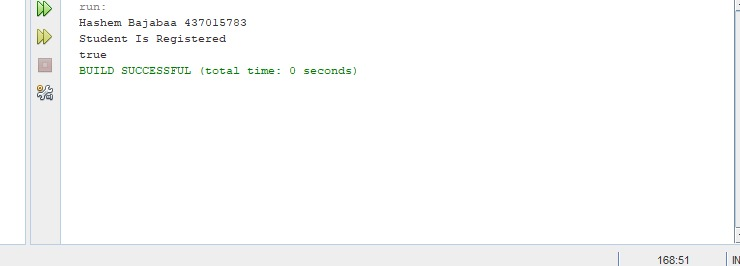 run:
Hashem Bajabaa 437015783
Student Is Registered
true
BUILD SUCCESSFUL (total time: 0 seconds)
168:51
IN